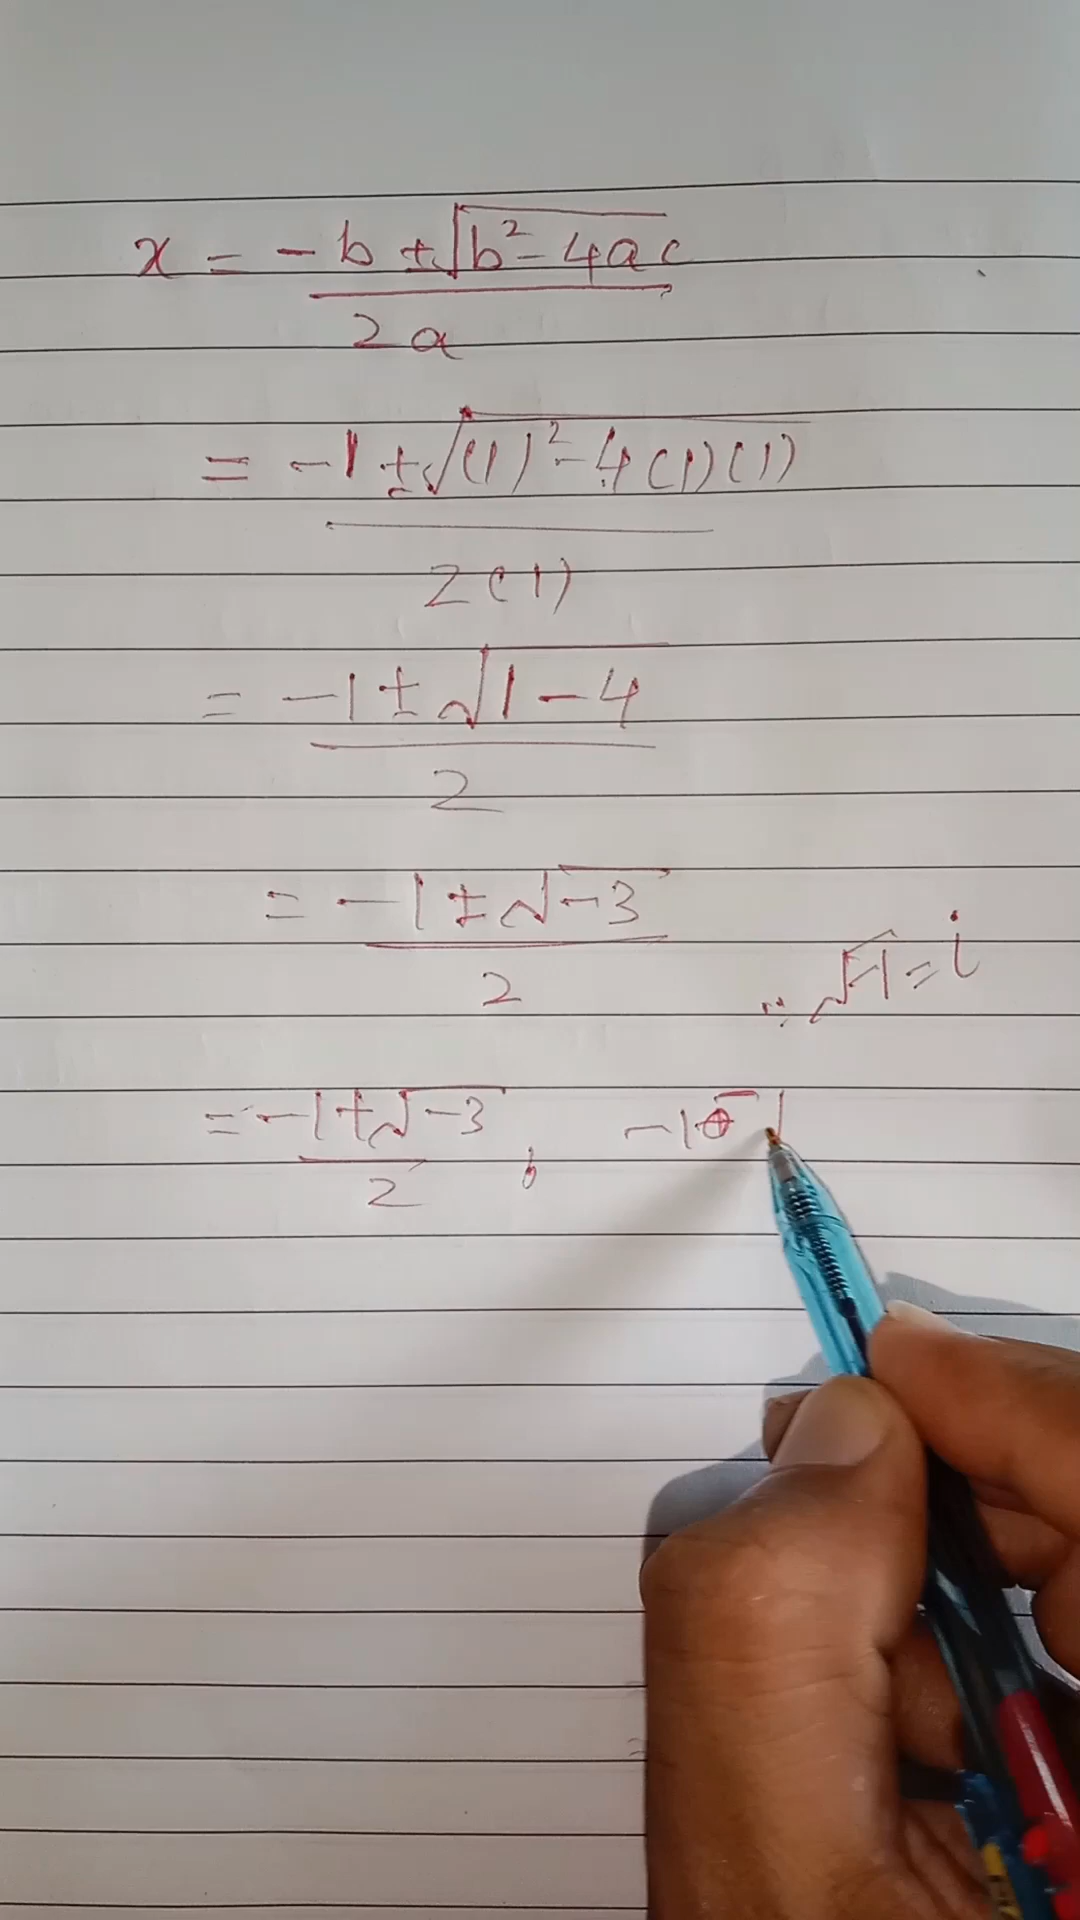 x = -b ±√b² - 4ac
2a
= -1 ±√(1)² - 4(1)(1)
2(1)
= -1 ± √1 - 4
2
= -1 ± √-3
2
∵ √-1 = i
= -1 + √-3 , -1
2